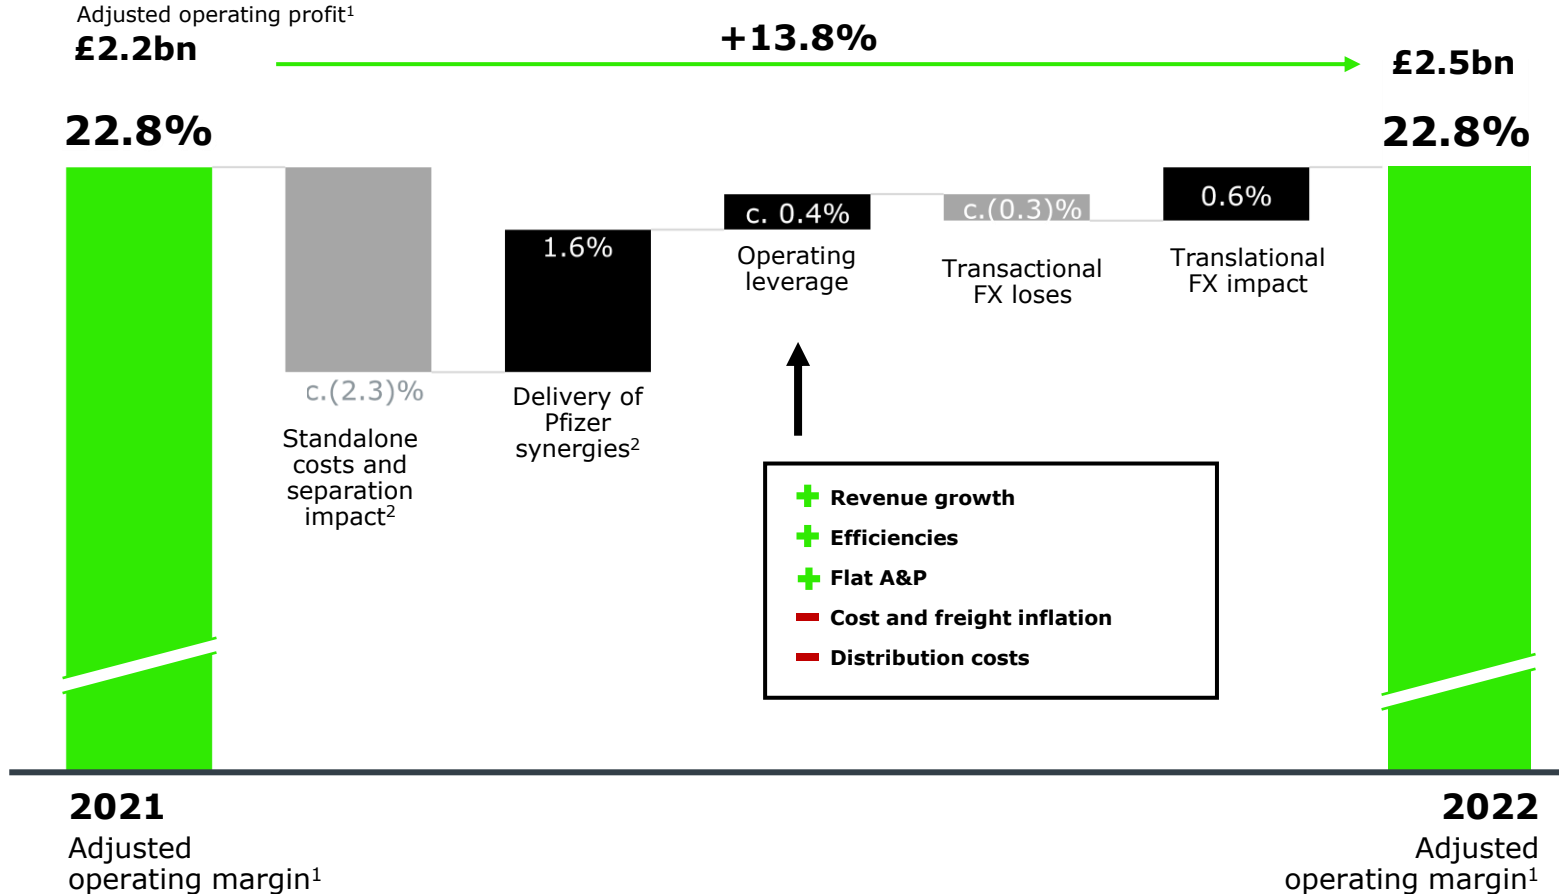 Adjusted operating profit¹
£2.2bn
+13.8%
£2.5bn
22.8%
22.8%
c.(2.3)%
Standalone
costs and
separation
impact²
1.6%
Delivery of
Pfizer
synergies²
c. 0.4%
Operating
leverage
c.(0.3)%
Transactional
FX loses
0.6%
Translational
FX impact
Revenue growth
Efficiencies
Flat A&P
Cost and freight inflation
Distribution costs
2021
Adjusted
operating margin¹
2022
Adjusted
operating margin¹